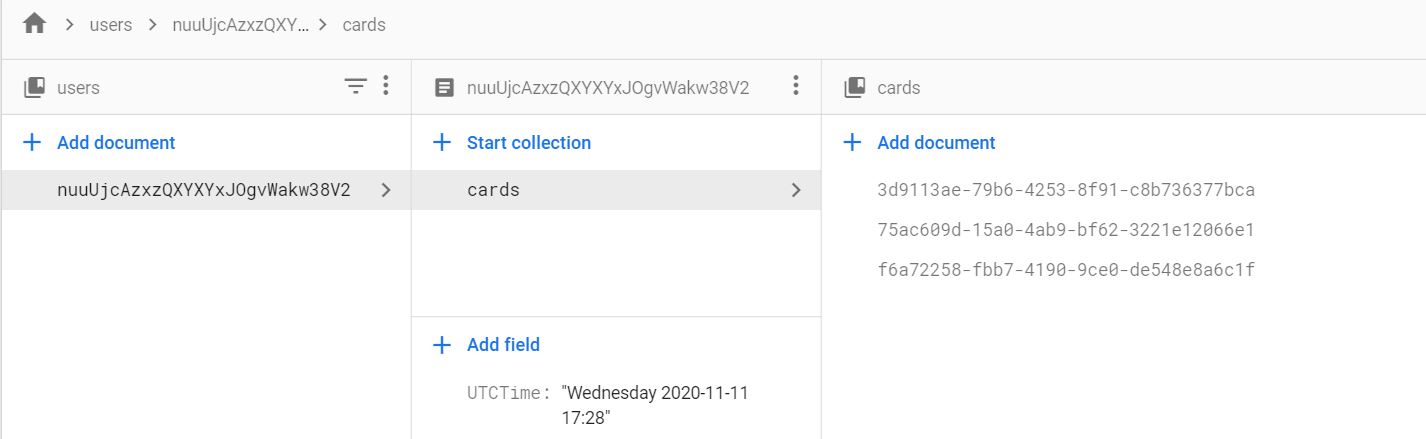 users nuuUjcAzxzQXY... cards
users nuuUjcAzxzQXYXYxJOgvWakw38V2 cards
+ Add document + Start collection + Add document
nuuUjcAzxzQXYXYxJOgvWakw38V2 cards 3d9113ae-79b6-4253-8f91-c8b736377bca
75ac609d-15a0-4ab9-bf62-3221e12066e1
f6a72258-fbb7-4190-9ce0-de548e8a6c1f
+ Add field
UTCTime: "Wednesday 2020-11-11
17:28"